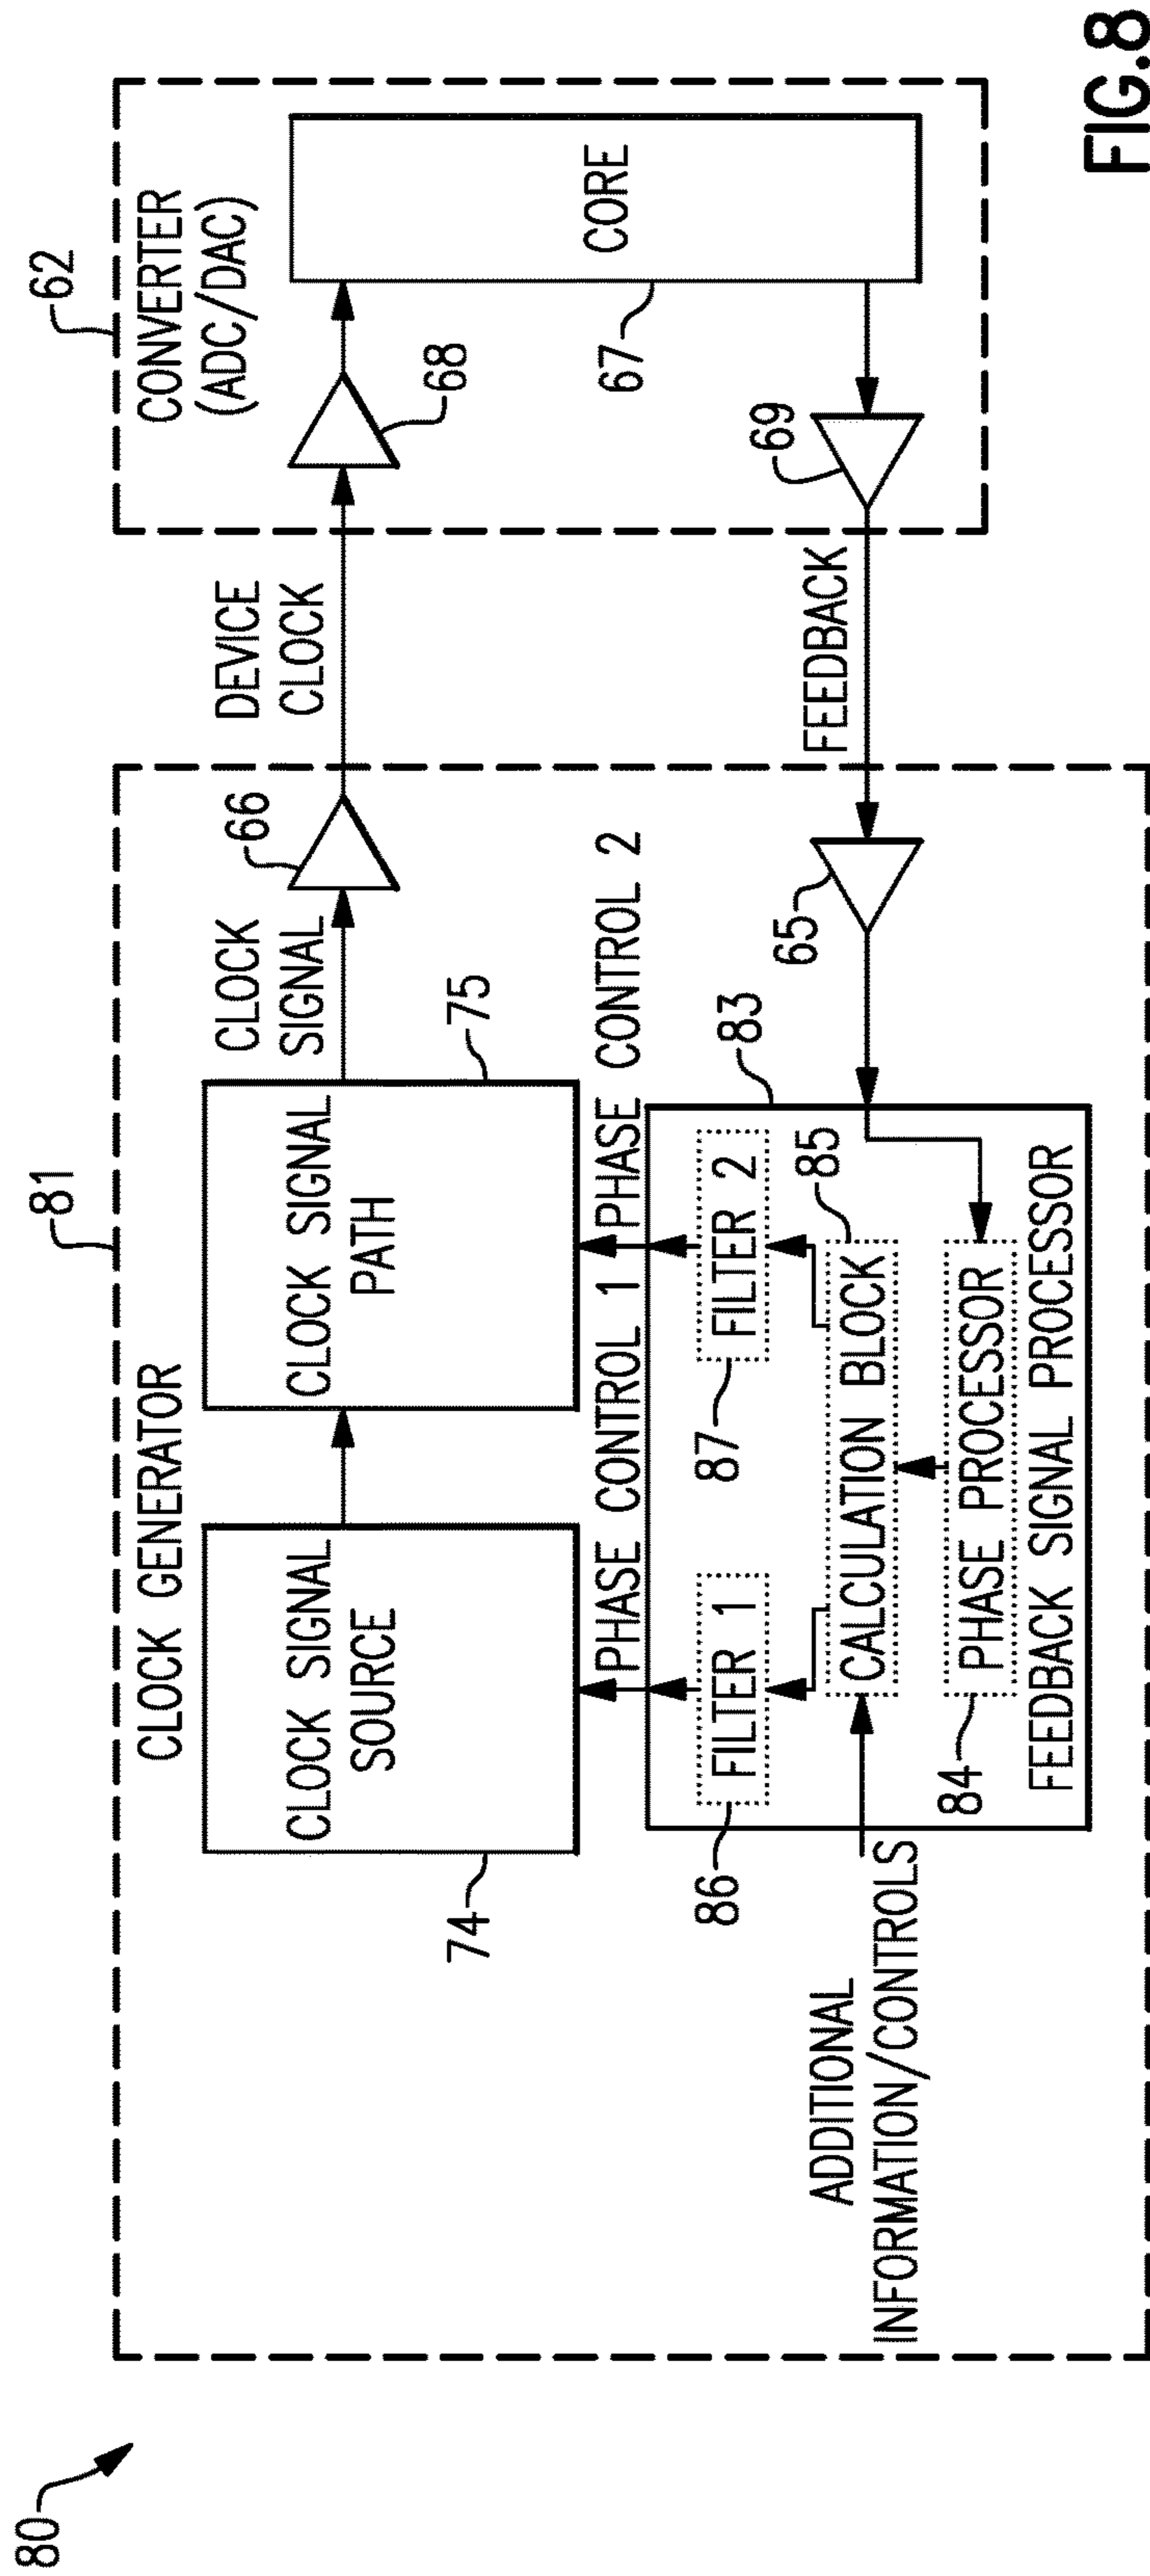 80
81
62
CLOCK GENERATOR
CONVERTER
(ADC/DAC)
CLOCK SIGNAL
SOURCE
74
CLOCK SIGNAL
PATH
75
CLOCK
SIGNAL
66
DEVICE
CLOCK
68
CORE
67
PHASE CONTROL 1
PHASE CONTROL 2
83
FILTER 1
86
FILTER 2
87
CALCULATION BLOCK
85
PHASE PROCESSOR
84
FEEDBACK SIGNAL PROCESSOR
ADDITIONAL
INFORMATION/CONTROLS
65
FEEDBACK
69
FIG.8